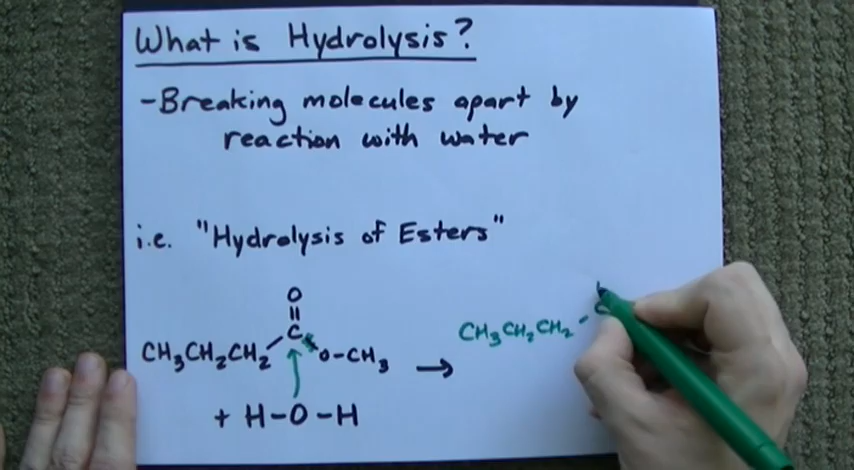 What is Hydrolysis?
-Breaking molecules apart by
reaction with water
i.e. "Hydrolysis of Esters"
O
||
C
CH₃CH₂CH₂-C-O-CH₃ → CH₃CH₂CH₂-C
+ H-O-H